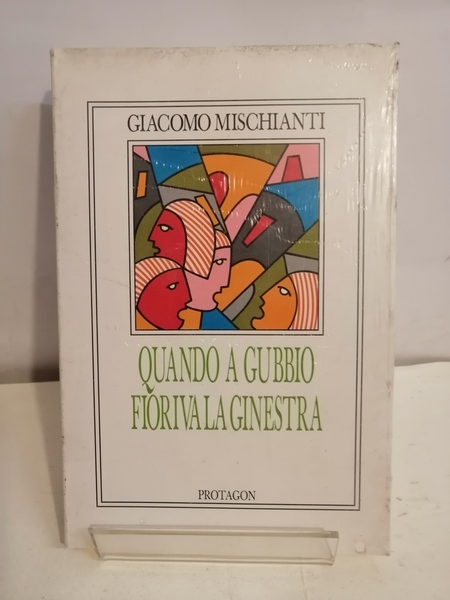 GIACOMO MISCHIANTI
QUANDO A GUBBIO
FIORIVA LA GINESTRA
PROTAGON